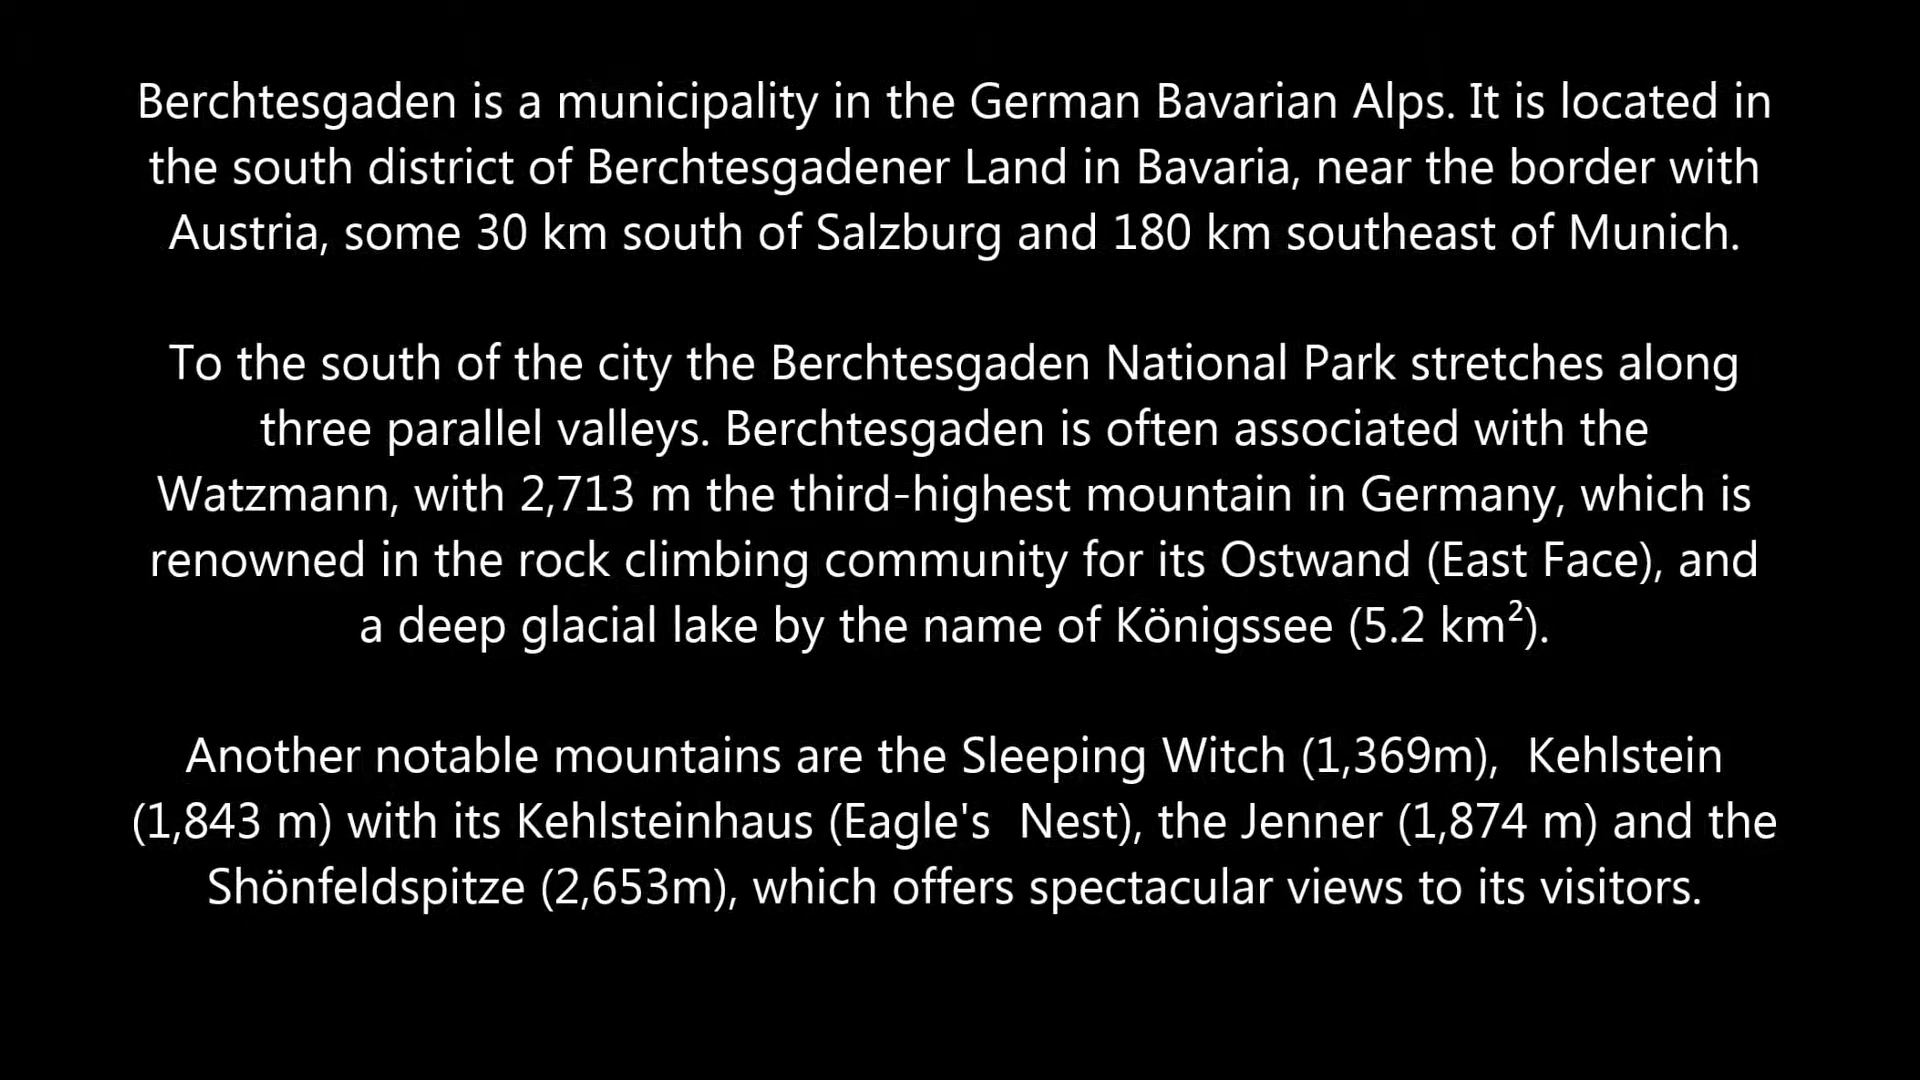 Berchtesgaden is a municipality in the German Bavarian Alps. It is located in
the south district of Berchtesgadener Land in Bavaria, near the border with
Austria, some 30 km south of Salzburg and 180 km southeast of Munich.
To the south of the city the Berchtesgaden National Park stretches along
three parallel valleys. Berchtesgaden is often associated with the
Watzmann, with 2,713 m the third-highest mountain in Germany, which is
renowned in the rock climbing community for its Ostwand (East Face), and
a deep glacial lake by the name of Königssee (5.2 km²).
Another notable mountains are the Sleeping Witch (1,369m),  Kehlstein
(1,843 m) with its Kehlsteinhaus (Eagle's  Nest), the Jenner (1,874 m) and the
Shönfeldspitze (2,653m), which offers spectacular views to its visitors.